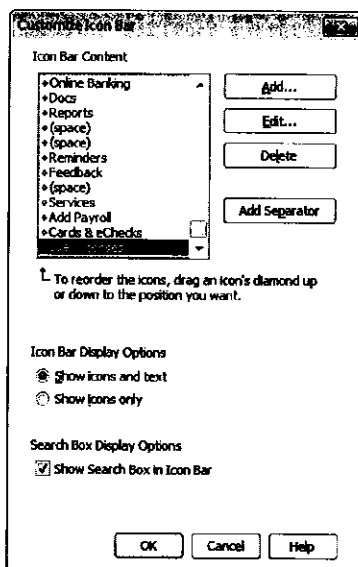 Customize Icon Bar
Icon Bar Content
Online Banking
Docs
Reports
(space)
(space)
Reminders
Feedback
(space)
Services
Add Payroll
Cards & eChecks
Add...
Edit...
Delete
Add Separator
To reorder the icons, drag an icon's diamond up
or down to the position you want.
Icon Bar Display Options
Show icons and text
Show icons only
Search Box Display Options
Show Search Box in Icon Bar
OK Cancel Help